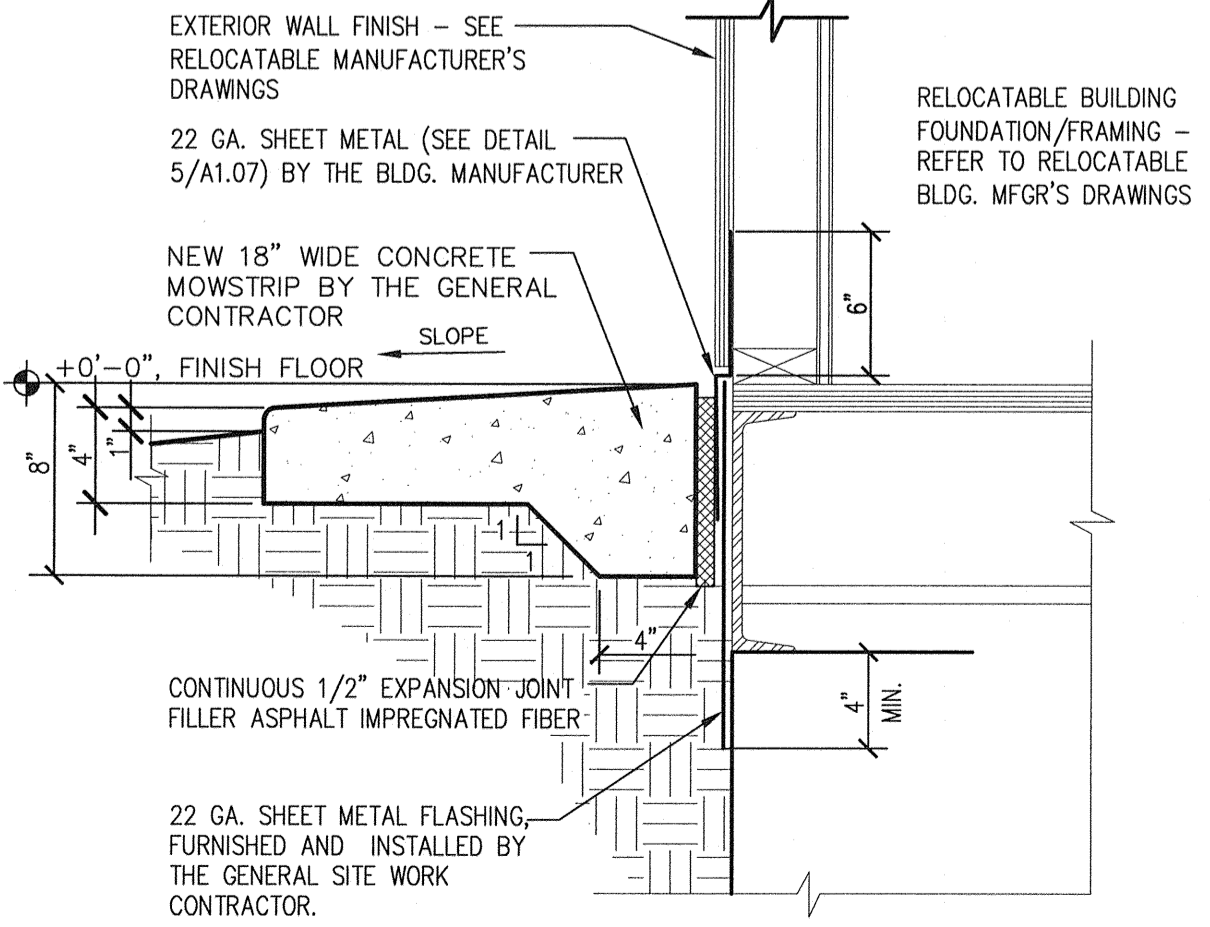 EXTERIOR WALL FINISH – SEE
RELOCATABLE MANUFACTURER'S
DRAWINGS
22 GA. SHEET METAL (SEE DETAIL
5/A1.07) BY THE BLDG. MANUFACTURER
NEW 18" WIDE CONCRETE
MOWSTRIP BY THE GENERAL
CONTRACTOR
SLOPE
+0'-0", FINISH FLOOR
RELOCATABLE BUILDING
FOUNDATION/FRAMING –
REFER TO RELOCATABLE
BLDG. MFGR'S DRAWINGS
6"
8"
4"
1"
1
1
4"
CONTINUOUS 1/2" EXPANSION JOINT
FILLER ASPHALT IMPREGNATED FIBER
4"
MIN.
22 GA. SHEET METAL FLASHING,
FURNISHED AND INSTALLED BY
THE GENERAL SITE WORK
CONTRACTOR.